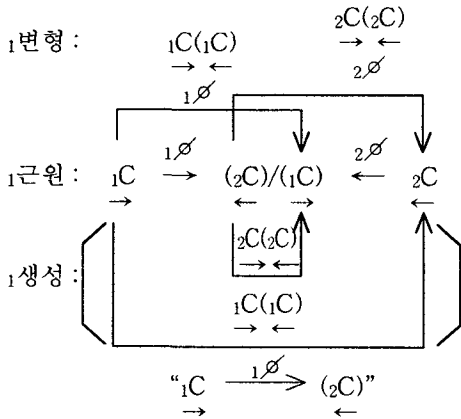 ₁변형 : ₁C(₁C) ₂C(₂C)
→ ← → ←
₁∅ ₂∅
₁근원 : ₁C ₁∅ → (₂C)/(₁C) ₂∅ ← ₂C
→ ← → ←
₂C(₂C)
→ ←
₁생성 :
₁C(₁C)
→ ←
“₁C ₁∅ → (₂C)”
→ ←